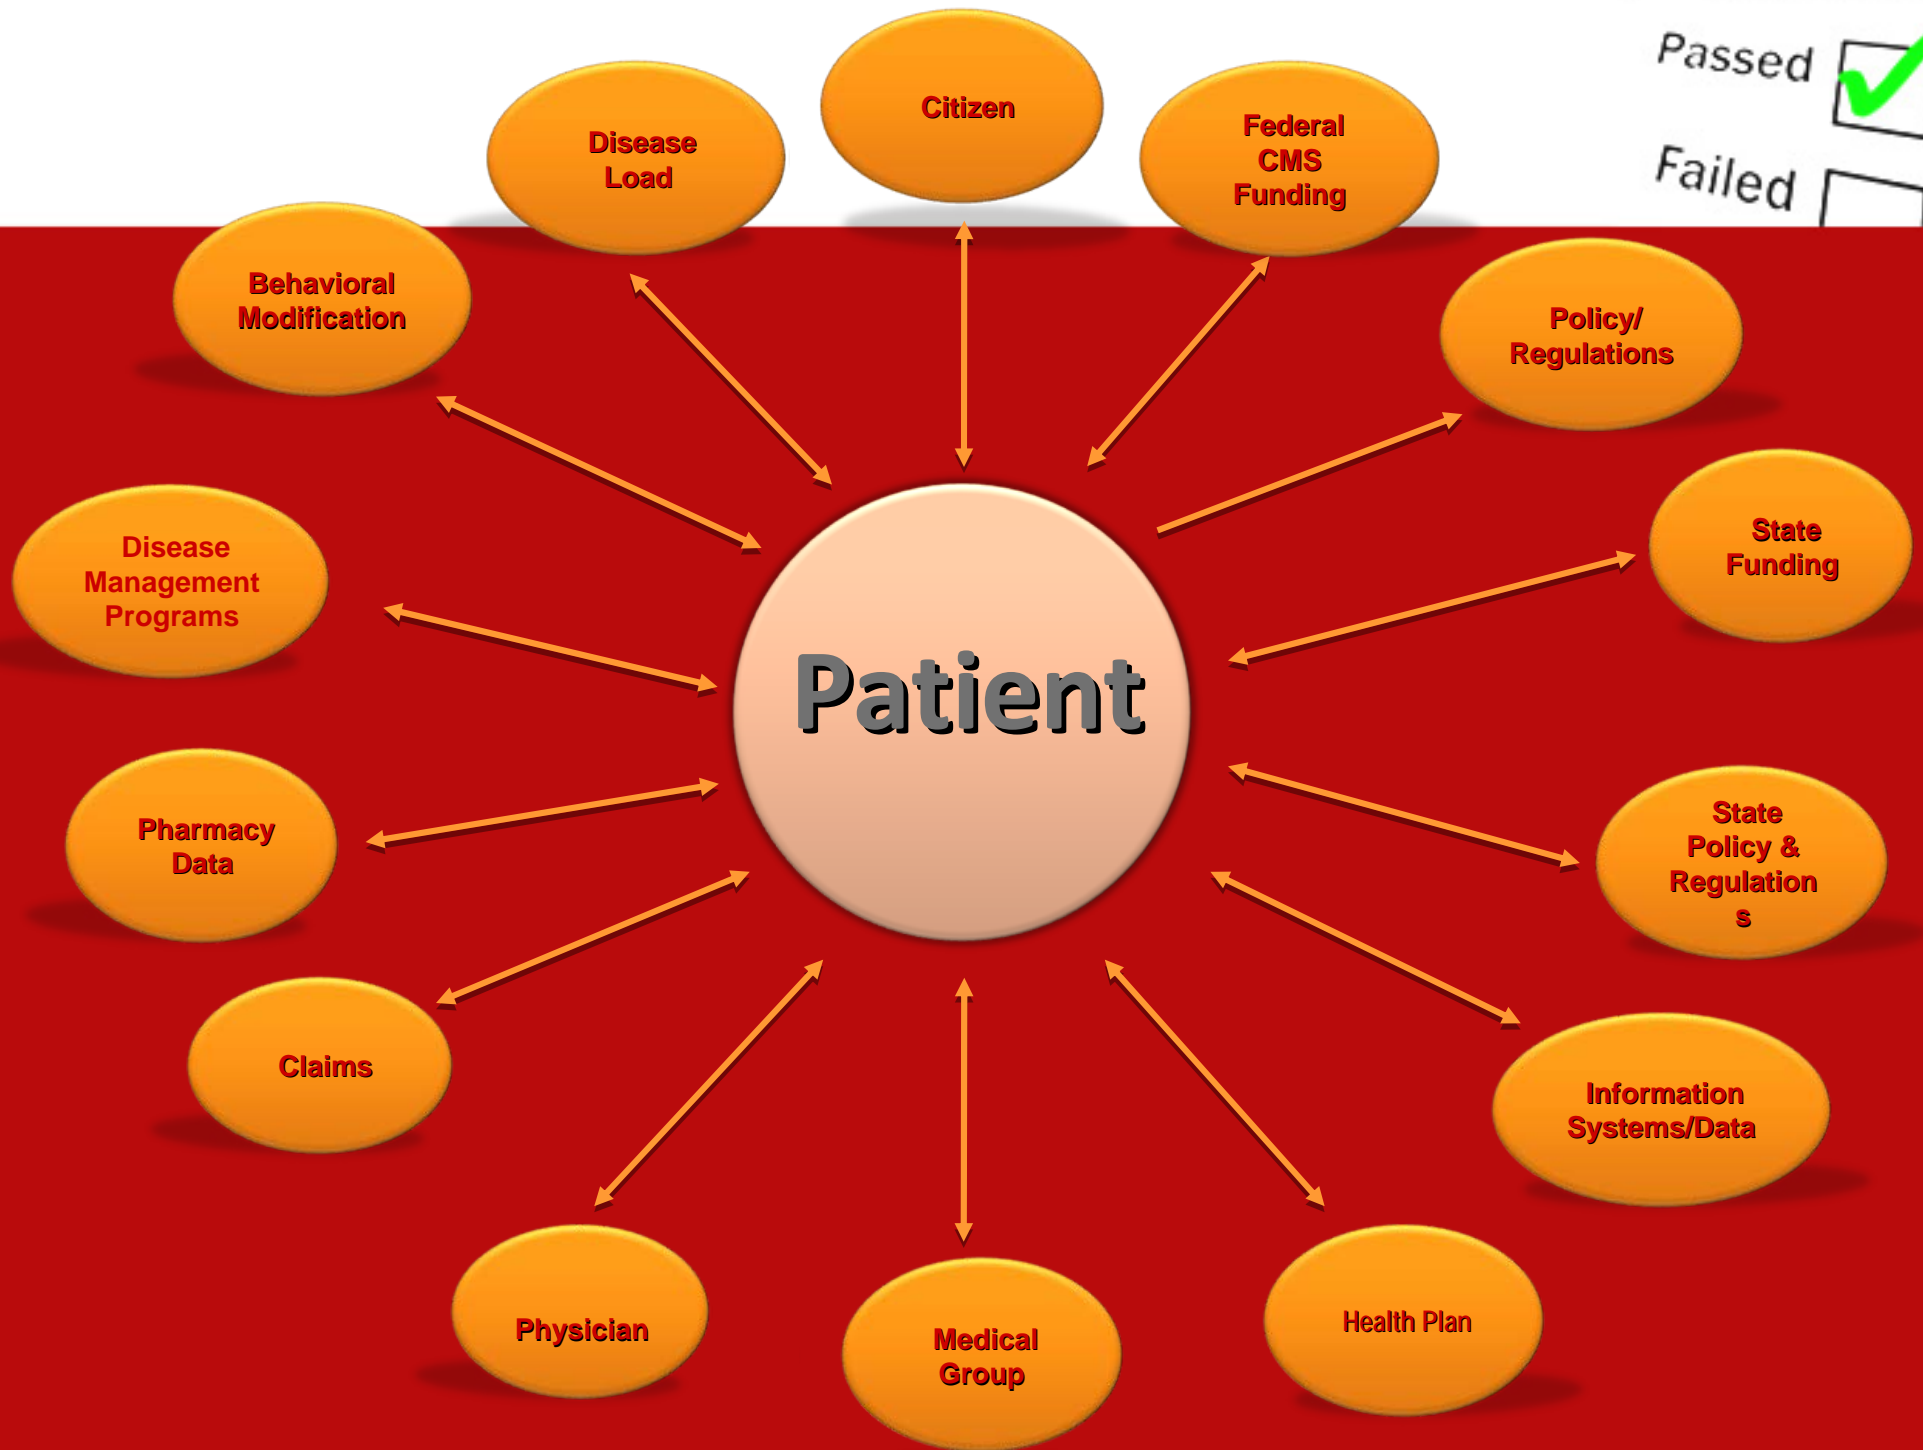 Passed
Failed
Citizen
Disease
Load
Federal
CMS
Funding
Behavioral
Modification
Policy/
Regulations
Disease
Management
Programs
State
Funding
Patient
Pharmacy
Data
State
Policy &
Regulation
s
Claims
Information
Systems/Data
Physician
Medical
Group
Health Plan